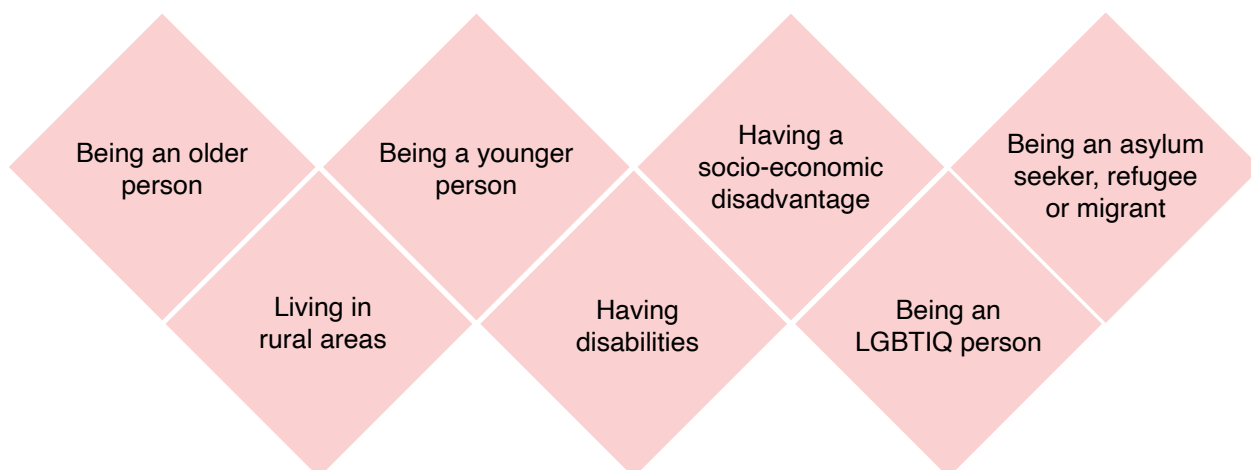 Being an older
person
Being a younger
person
Having a
socio-economic
disadvantage
Being an asylum
seeker, refugee
or migrant
Living in
rural areas
Having
disabilities
Being an
LGBTIQ person